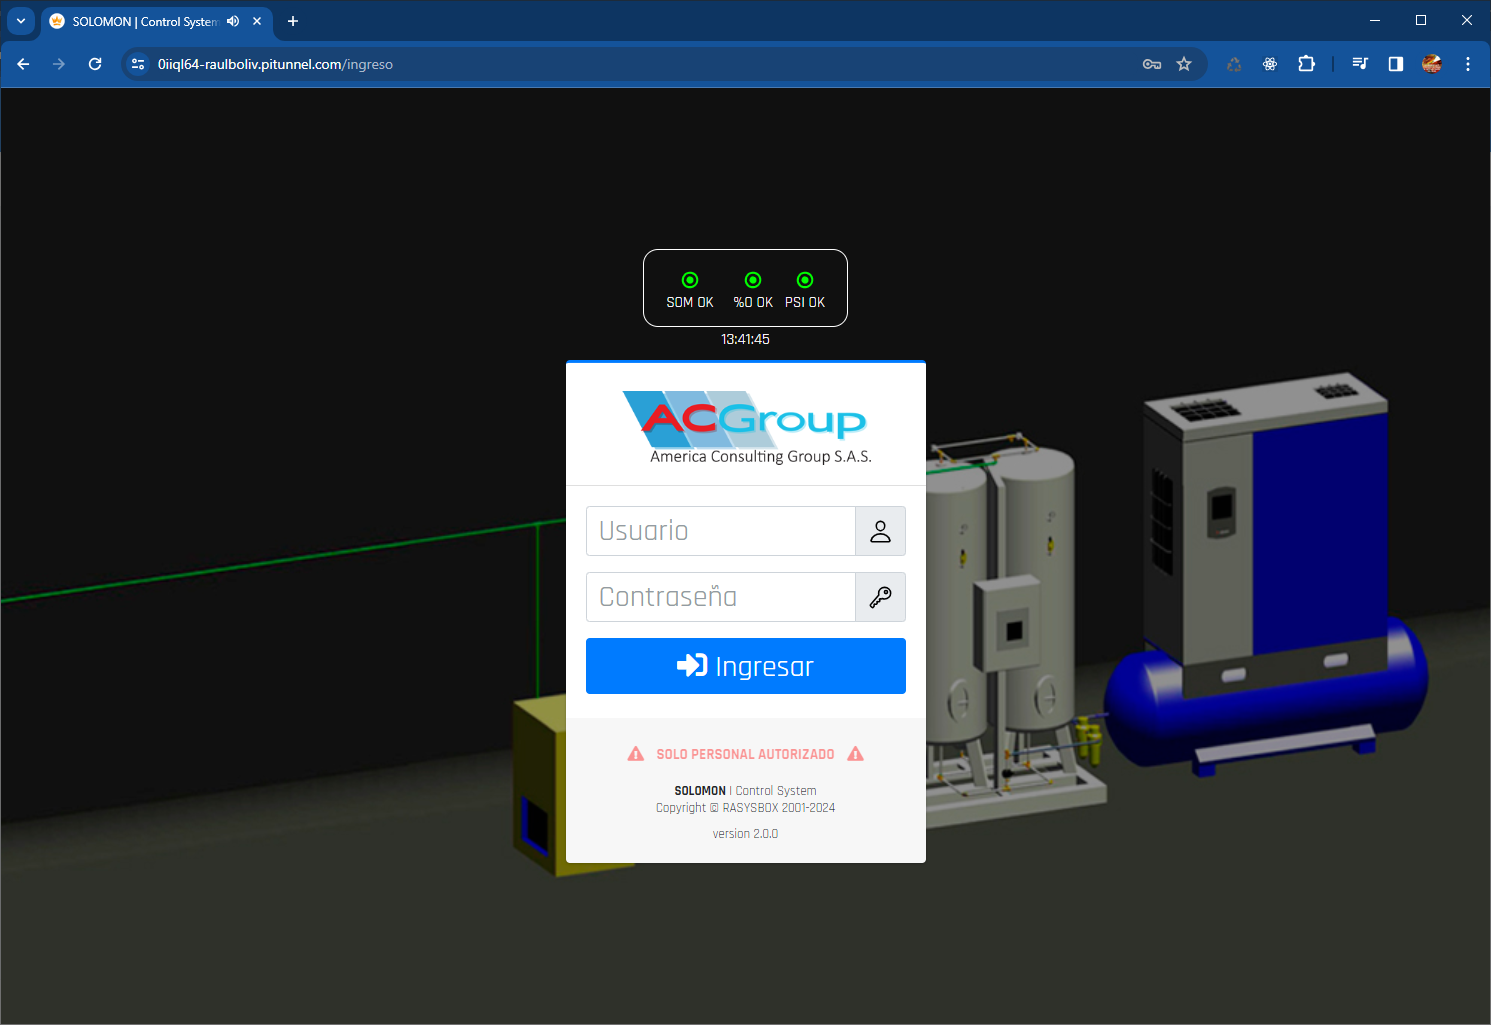 SOLOMON | Control System
0iiql64-raulboliv.pitunnel.com/ingreso
SOM OK %O OK PSI OK
13:41:45
ACGroup
America Consulting Group S.A.S.
Usuario
Contraseña
Ingresar
SOLO PERSONAL AUTORIZADO
SOLOMON | Control System
Copyright © RASYSBOX 2001-2024
version 2.0.0